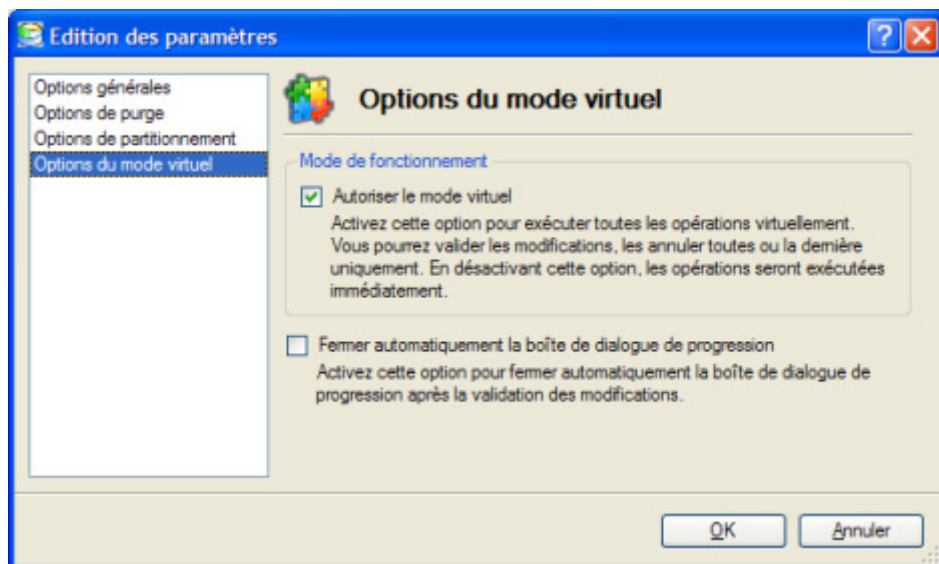 Edition des paramètres
Options générales
Options de purge
Options de partitionnement
Options du mode virtuel
Options du mode virtuel
Mode de fonctionnement
Autoriser le mode virtuel
Activez cette option pour exécuter toutes les opérations virtuellement.
Vous pourrez valider les modifications, les annuler toutes ou la dernière
uniquement. En désactivant cette option, les opérations seront exécutées
immédiatement.
Fermer automatiquement la boîte de dialogue de progression
Activez cette option pour fermer automatiquement la boîte de dialogue de
progression après la validation des modifications.
OK
Annuler